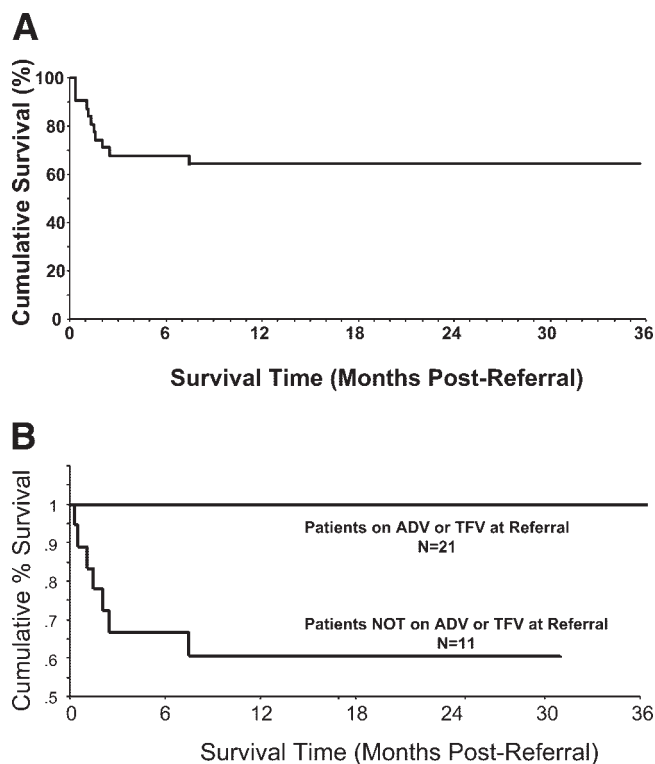 A
Cumulative Survival (%)
100
80
60
40
20
0
0 6 12 18 24 30 36
Survival Time (Months Post-Referral)
B
Cumulative % Survival
1
.9
.8
.7
.6
.5
Patients on ADV or TFV at Referral
N=21
Patients NOT on ADV or TFV at Referral
N=11
0 6 12 18 24 30 36
Survival Time (Months Post-Referral)